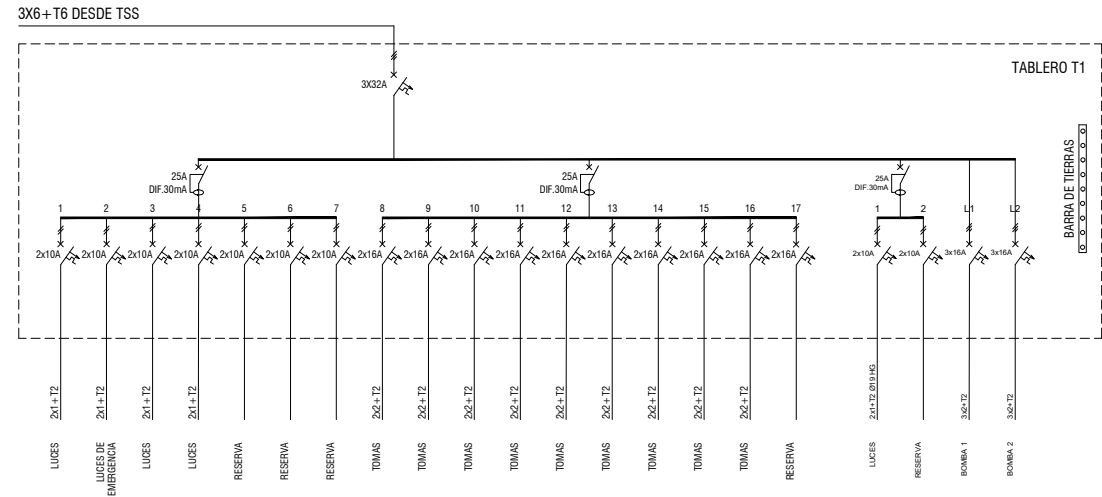 3X6+T6 DESDE TSS
TABLERO T1
3X32A
BARRA DE TIERRAS
25A
DIF.30mA
25A
DIF.30mA
25A
DIF.30mA
1 2 3 4 5 6 7 8 9 10 11 12 13 14 15 16 17 1 2 L1 L2
2x10A 2x10A 2x10A 2x10A 2x10A 2x10A 2x10A 2x16A 2x16A 2x16A 2x16A 2x16A 2x16A 2x16A 2x16A 2x16A 2x16A 2x10A 2x10A 3x16A 3x16A
2x1+T2 2x1+T2 2x1+T2 2x1+T2 2x2+T2 2x2+T2 2x2+T2 2x2+T2 2x2+T2 2x2+T2 2x2+T2 2x2+T2 2x2+T2 2x1+T2 Ø19 HG 3x2+T2 3x2+T2
LUCES
LUCES DE
EMERGENCIA
LUCES
LUCES
RESERVA
RESERVA
RESERVA
TOMAS
TOMAS
TOMAS
TOMAS
TOMAS
TOMAS
TOMAS
TOMAS
TOMAS
RESERVA
LUCES
RESERVA
BOMBA 1
BOMBA 2